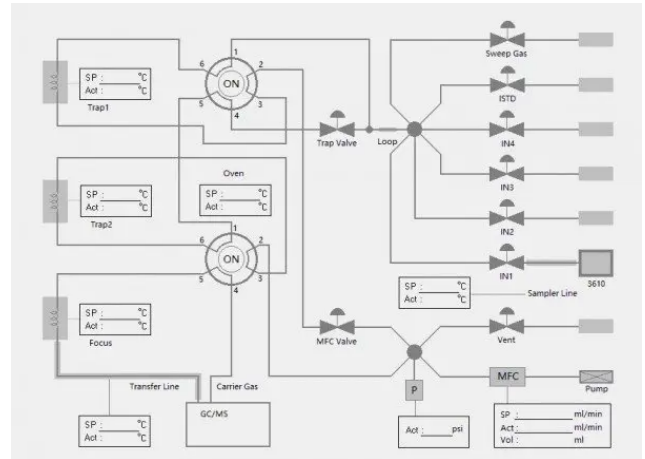 Sweep Gas
1
6
2
SP : °C
Act : °C
ON
ISTD
5
3
Trap1
4
Trap Valve
Loop
IN4
Oven
IN3
SP : °C
Act : °C
SP : °C
Act : °C
Trap2
1
IN2
6
2
ON
IN1
3610
5
3
SP : °C
Act : °C
Sampler Line
4
SP : °C
Act : °C
Focus
MFC Valve
Vent
Transfer Line
Carrier Gas
P
MFC
Pump
GC/MS
SP : °C
Act : °C
Act : psi
SP : ml/min
Act : ml/min
Vol : ml